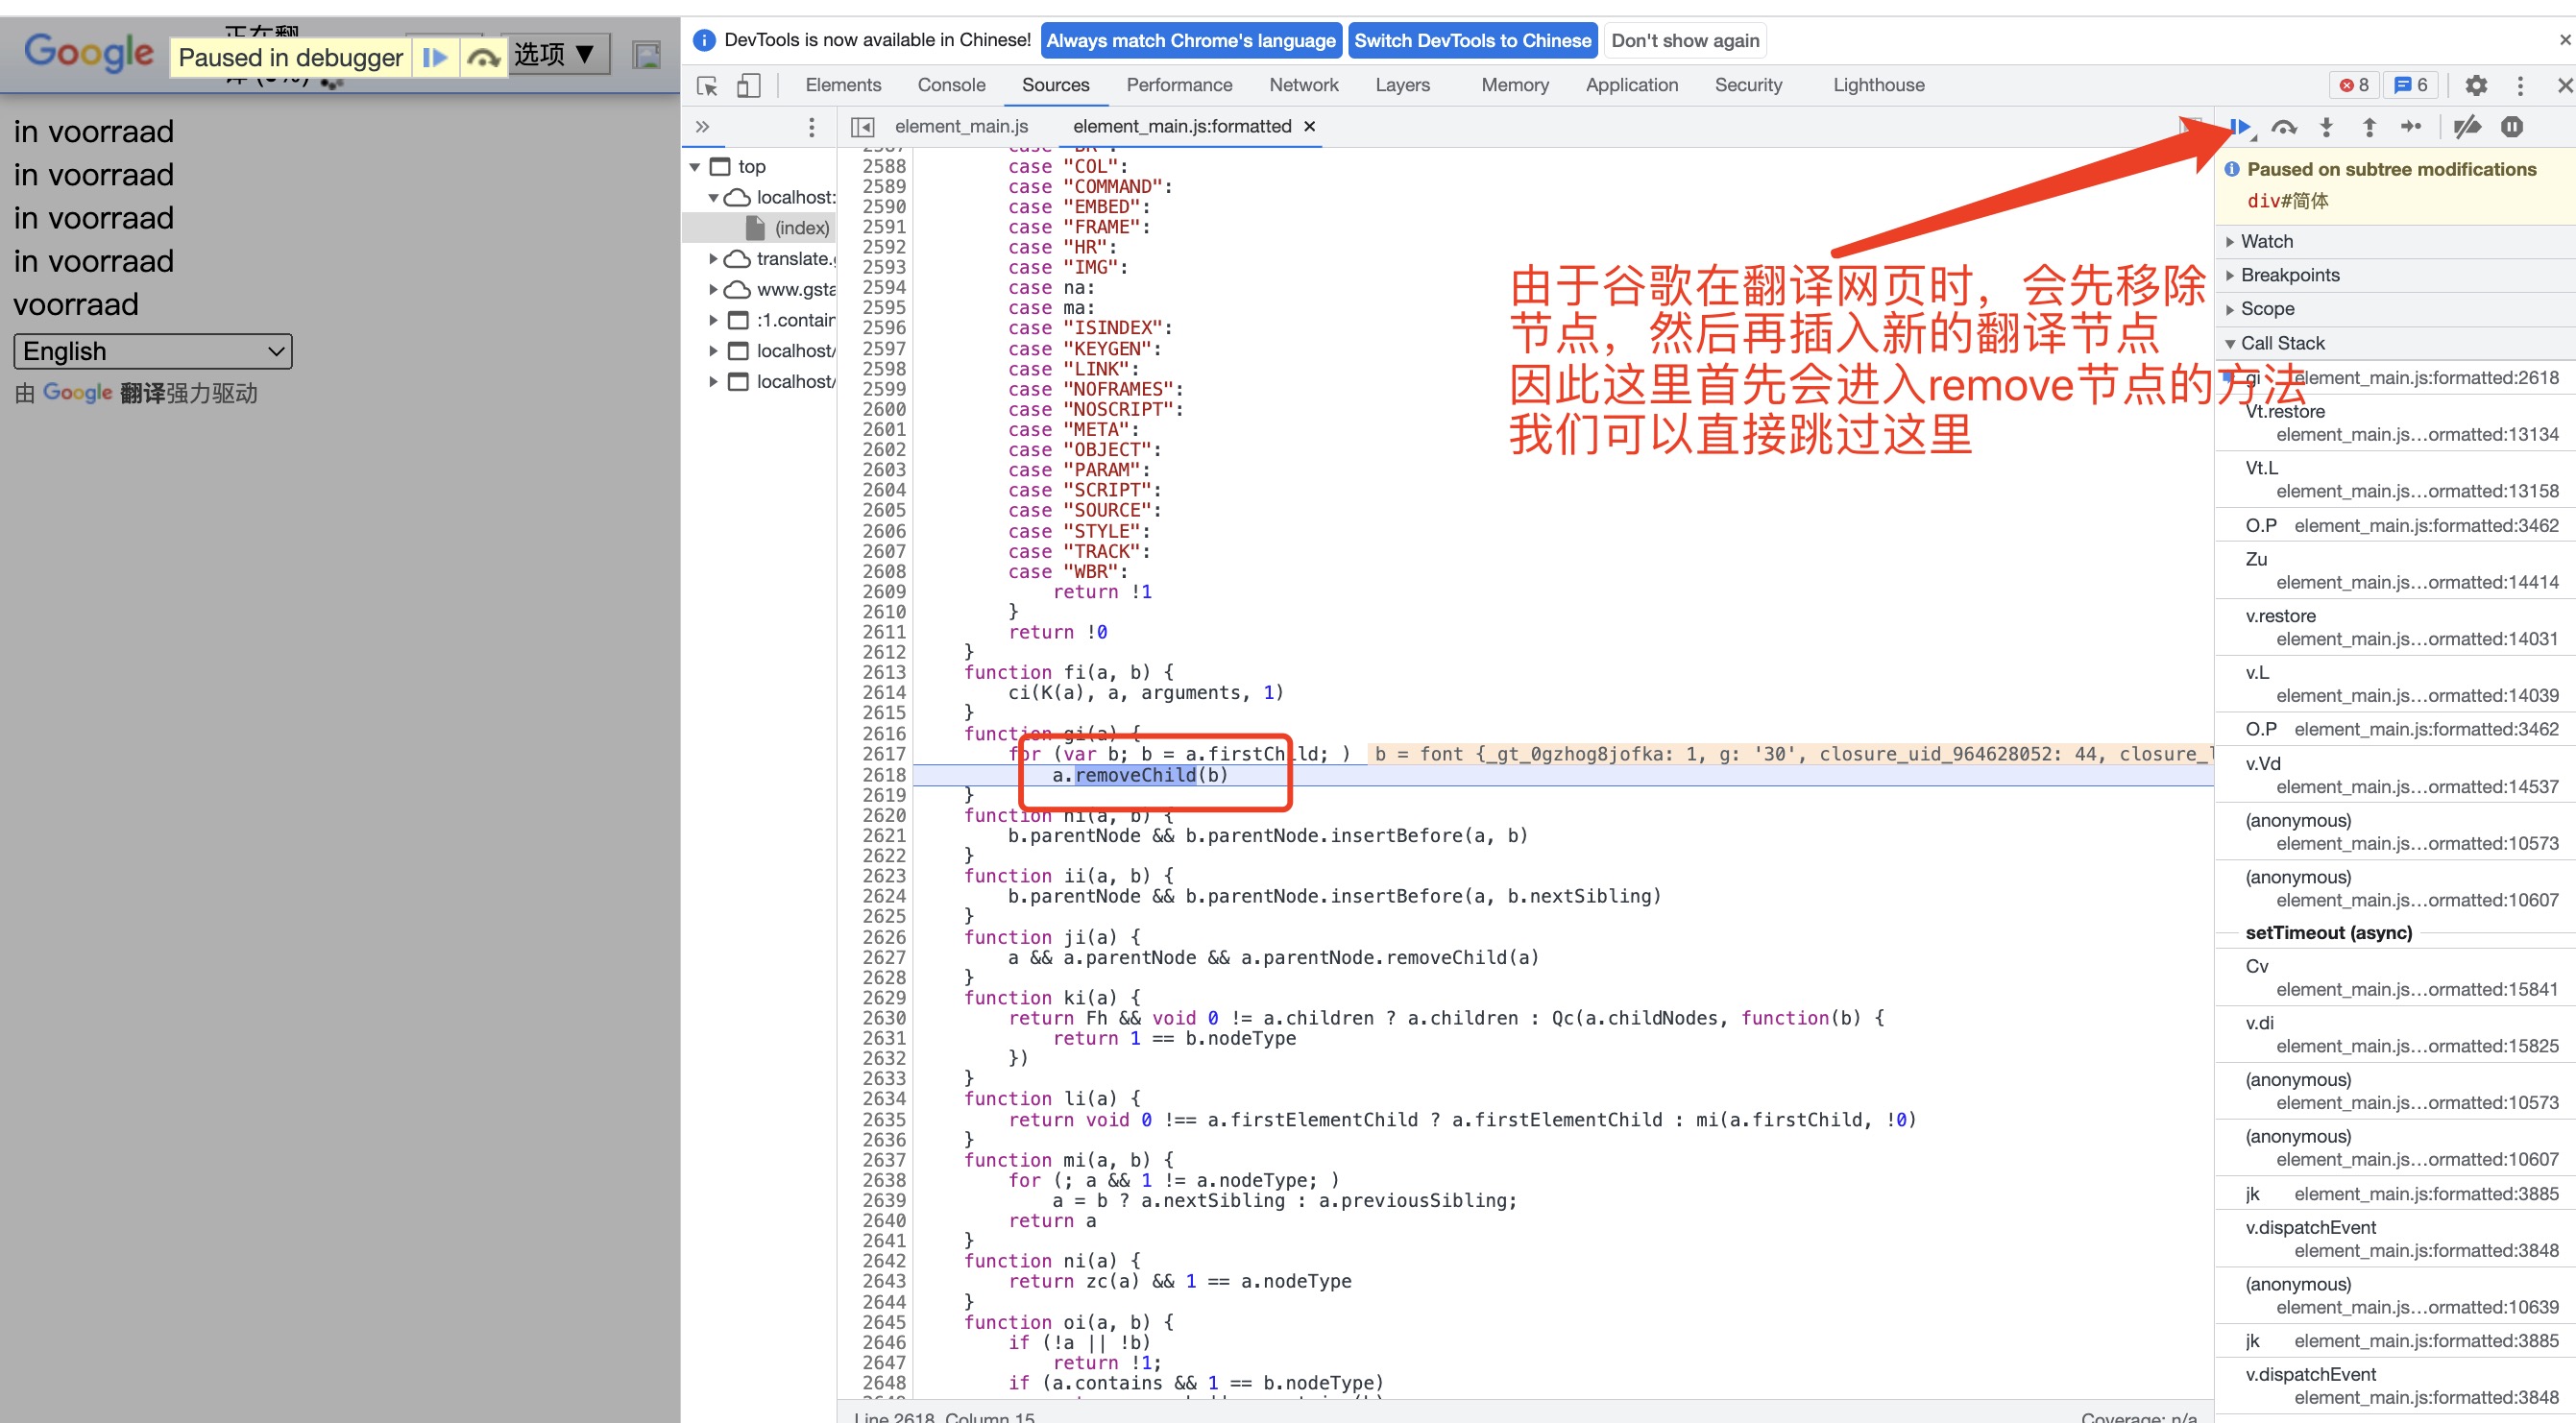 Google
正在翻
Paused in debugger
选项 ▼
in voorraad
in voorraad
in voorraad
in voorraad
voorraad
English
由 Google 翻译强力驱动
DevTools is now available in Chinese!
Always match Chrome's language
Switch DevTools to Chinese
Don't show again
Elements
Console
Sources
Performance
Network
Layers
Memory
Application
Security
Lighthouse
8
6
top
localhost:
(index)
translate.
www.gsta
:1.contain
localhost/
localhost/
element_main.js
element_main.js:formatted
2588 case "COL":
2589 case "COMMAND":
2590 case "EMBED":
2591 case "FRAME":
2592 case "HR":
2593 case "IMG":
2594 case na:
2595 case ma:
2596 case "ISINDEX":
2597 case "KEYGEN":
2598 case "LINK":
2599 case "NOFRAMES":
2600 case "NOSCRIPT":
2601 case "META":
2602 case "OBJECT":
2603 case "PARAM":
2604 case "SCRIPT":
2605 case "SOURCE":
2606 case "STYLE":
2607 case "TRACK":
2608 case "WBR":
2609 return !1
2610 }
2611 return !0
2612 }
2613 function fi(a, b) {
2614 ci(K(a), a, arguments, 1)
2615 }
2616 function gi(a) {
2617 for (var b; b = a.firstChild; ) b = font {_gt_0gzhog8jofka: 1, g: '30', closure_uid_964628052: 44, closure_l
2618 a.removeChild(b)
2619 }
2620 function hi(a, b) {
2621 b.parentNode && b.parentNode.insertBefore(a, b)
2622 }
2623 function ii(a, b) {
2624 b.parentNode && b.parentNode.insertBefore(a, b.nextSibling)
2625 }
2626 function ji(a) {
2627 a && a.parentNode && a.parentNode.removeChild(a)
2628 }
2629 function ki(a) {
2630 return Fh && void 0 != a.children ? a.children : Qc(a.childNodes, function(b) {
2631 return 1 == b.nodeType
2632 })
2633 }
2634 function li(a) {
2635 return void 0 !== a.firstElementChild ? a.firstElementChild : mi(a.firstChild, !0)
2636 }
2637 function mi(a, b) {
2638 for (; a && 1 != a.nodeType; )
2639 a = b ? a.nextSibling : a.previousSibling;
2640 return a
2641 }
2642 function ni(a) {
2643 return zc(a) && 1 == a.nodeType
2644 }
2645 function oi(a, b) {
2646 if (!a || !b)
2647 return !1;
2648 if (a.contains && 1 == b.nodeType)
Line 2618, Column 15
Coverage: n/a
由于谷歌在翻译网页时，会先移除
节点，然后再插入新的翻译节点
因此这里首先会进入remove节点的方法
我们可以直接跳过这里
Paused on subtree modifications
div#简体
Watch
Breakpoints
Scope
Call Stack
gi element_main.js:formatted:2618
Vt.restore
element_main.js…ormatted:13134
Vt.L
element_main.js…ormatted:13158
O.P element_main.js:formatted:3462
Zu
element_main.js…ormatted:14414
v.restore
element_main.js…ormatted:14031
v.L
element_main.js…ormatted:14039
O.P element_main.js:formatted:3462
v.Vd
element_main.js…ormatted:14537
(anonymous)
element_main.js…ormatted:10573
(anonymous)
element_main.js…ormatted:10607
setTimeout (async)
Cv
element_main.js…ormatted:15841
v.di
element_main.js…ormatted:15825
(anonymous)
element_main.js…ormatted:10573
(anonymous)
element_main.js…ormatted:10607
jk element_main.js:formatted:3885
v.dispatchEvent
element_main.js:formatted:3848
(anonymous)
element_main.js…ormatted:10639
jk element_main.js:formatted:3885
v.dispatchEvent
element_main.js:formatted:3848